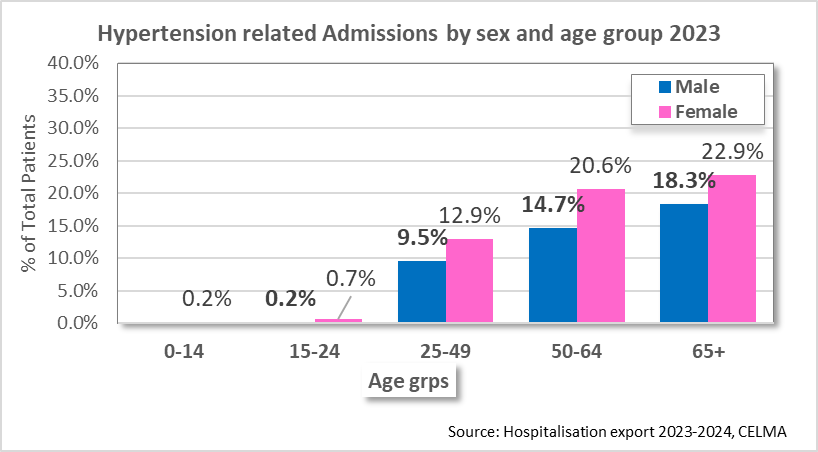 Hypertension related Admissions by sex and age group 2023
40.0%
35.0%
30.0%
25.0%
20.0%
15.0%
10.0%
5.0%
0.0%
% of Total Patients
Male
Female
0.2%
0.2%
0.7%
9.5%
12.9%
14.7%
20.6%
18.3%
22.9%
0-14 15-24 25-49 50-64 65+
Age grps
Source: Hospitalisation export 2023-2024, CELMA